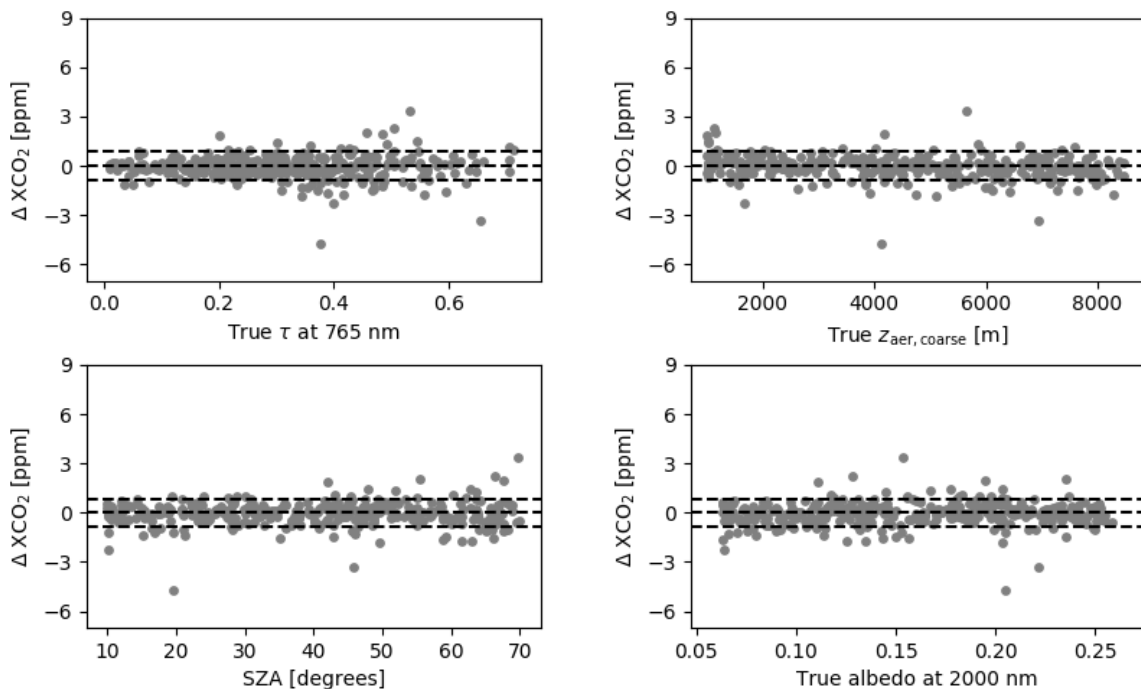 9
6
3
0
−3
−6
Δ XCO₂ [ppm]
0.0 0.2 0.4 0.6
True τ at 765 nm
9
6
3
0
−3
−6
Δ XCO₂ [ppm]
2000 4000 6000 8000
True z_aer, coarse [m]
9
6
3
0
−3
−6
Δ XCO₂ [ppm]
10 20 30 40 50 60 70
SZA [degrees]
9
6
3
0
−3
−6
Δ XCO₂ [ppm]
0.05 0.10 0.15 0.20 0.25
True albedo at 2000 nm